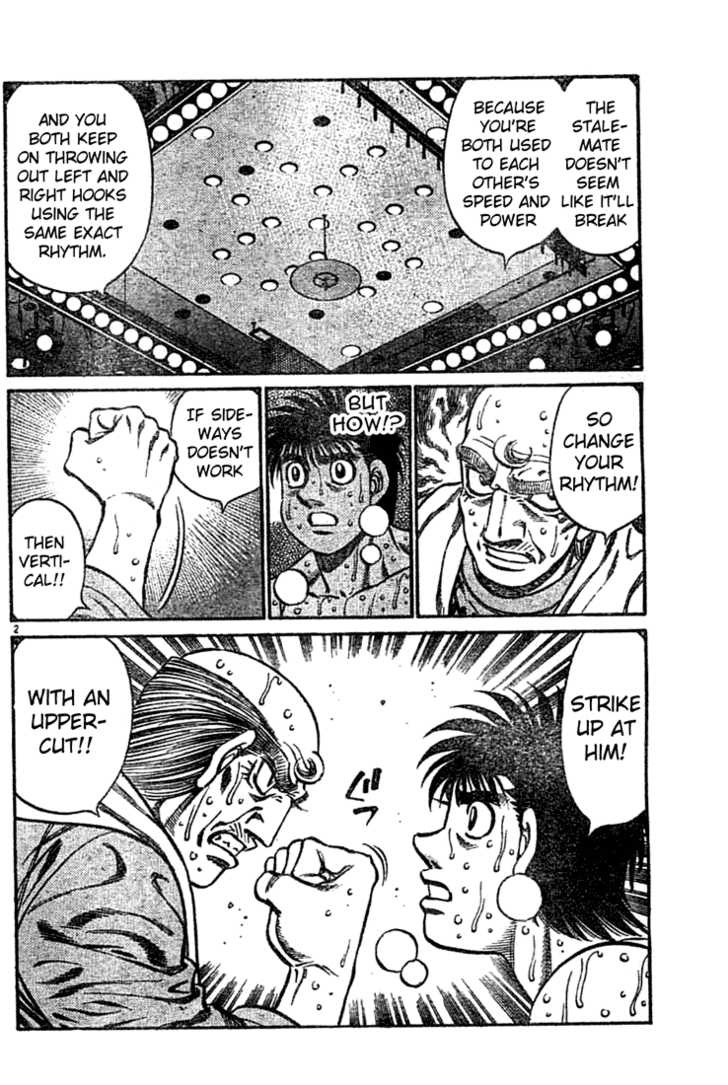 THE
STALE-
MATE
DOESN'T
SEEM
LIKE IT'LL
BREAK
BECAUSE
YOU'RE
BOTH USED
TO EACH
OTHER'S
SPEED AND
POWER
AND YOU
BOTH KEEP
ON THROWING
OUT LEFT AND
RIGHT HOOKS
USING THE
SAME EXACT
RHYTHM.
SO
CHANGE
YOUR
RHYTHM!
BUT
HOW!?
IF SIDE-
WAYS
DOESN'T
WORK
THEN
VERTI-
CAL!!
2
STRIKE
UP AT
HIM!
WITH AN
UPPER-
CUT!!
ぐっ